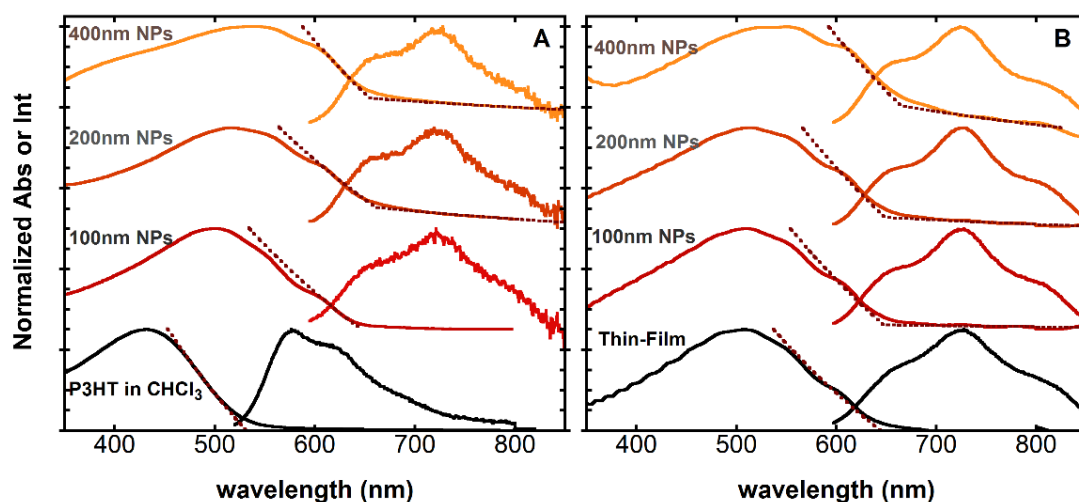 Normalized Abs or Int
A
400nm NPs
200nm NPs
100nm NPs
P3HT in CHCl3
400 500 600 700 800
wavelength (nm)
B
400nm NPs
200nm NPs
100nm NPs
Thin-Film
400 500 600 700 800
wavelength (nm)